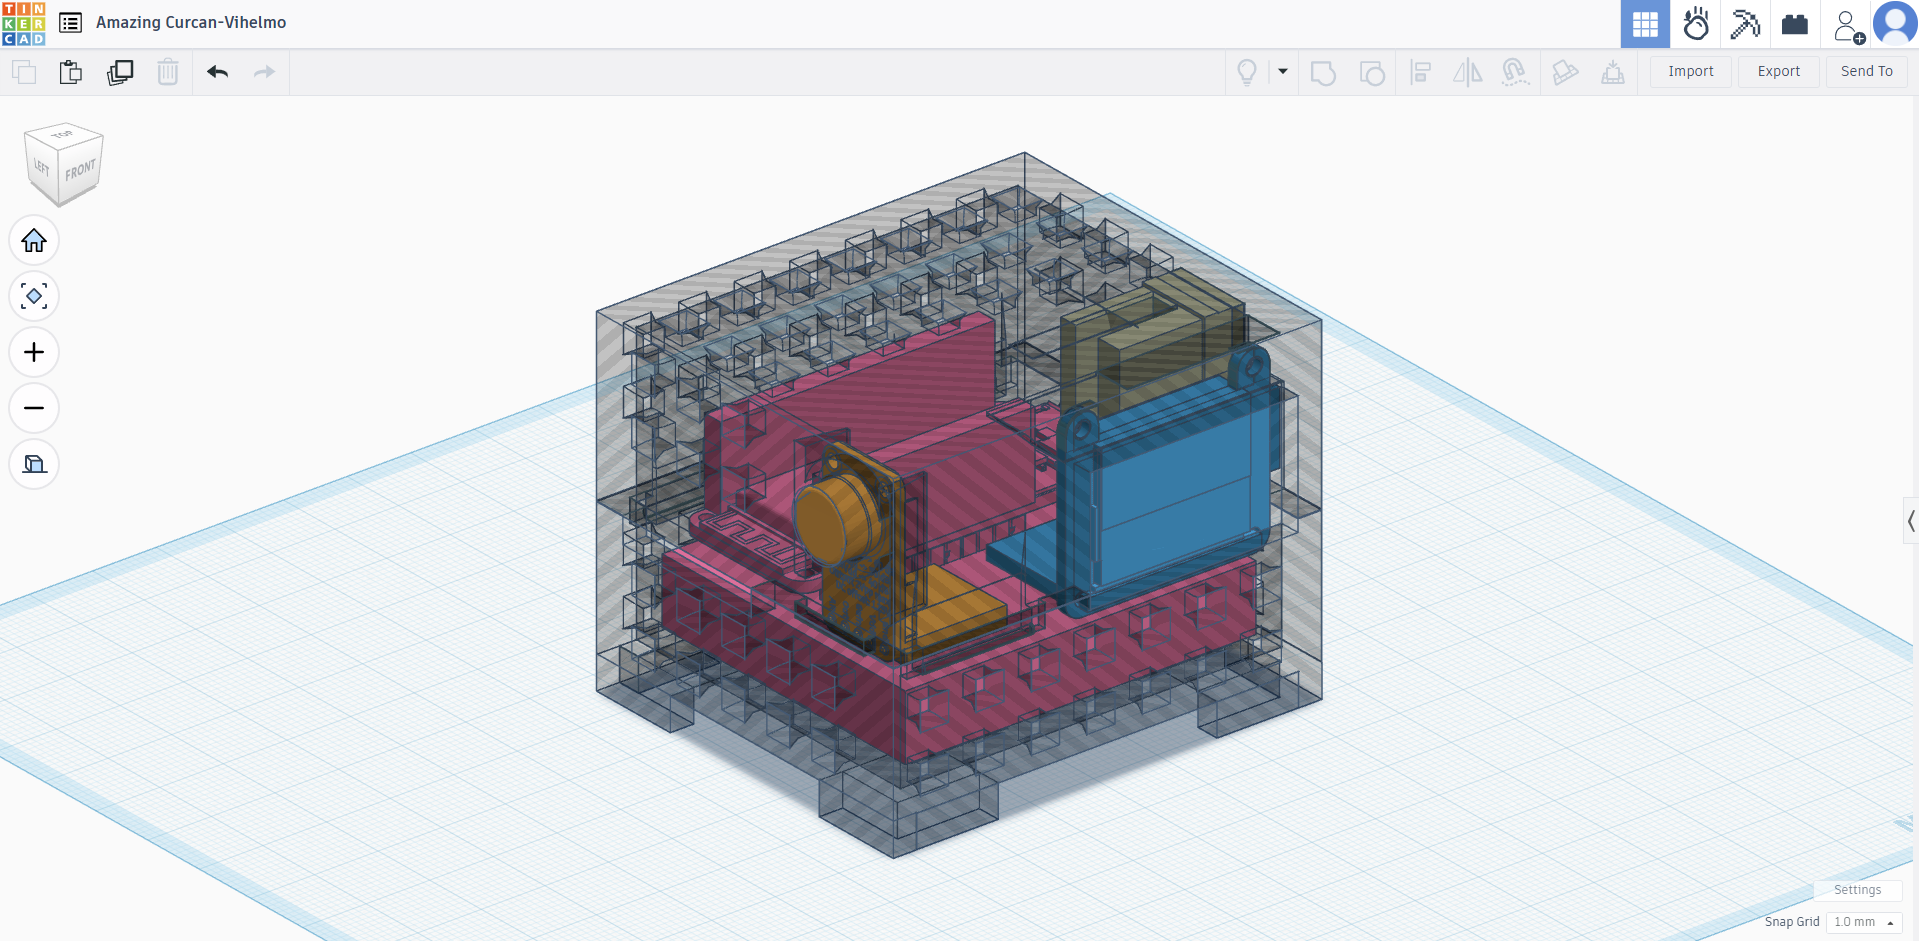 TIN
KER
CAD
Amazing Curcan-Vihelmo
Import
Export
Send To
TOP
LEFT
FRONT
Settings
Snap Grid
1.0 mm